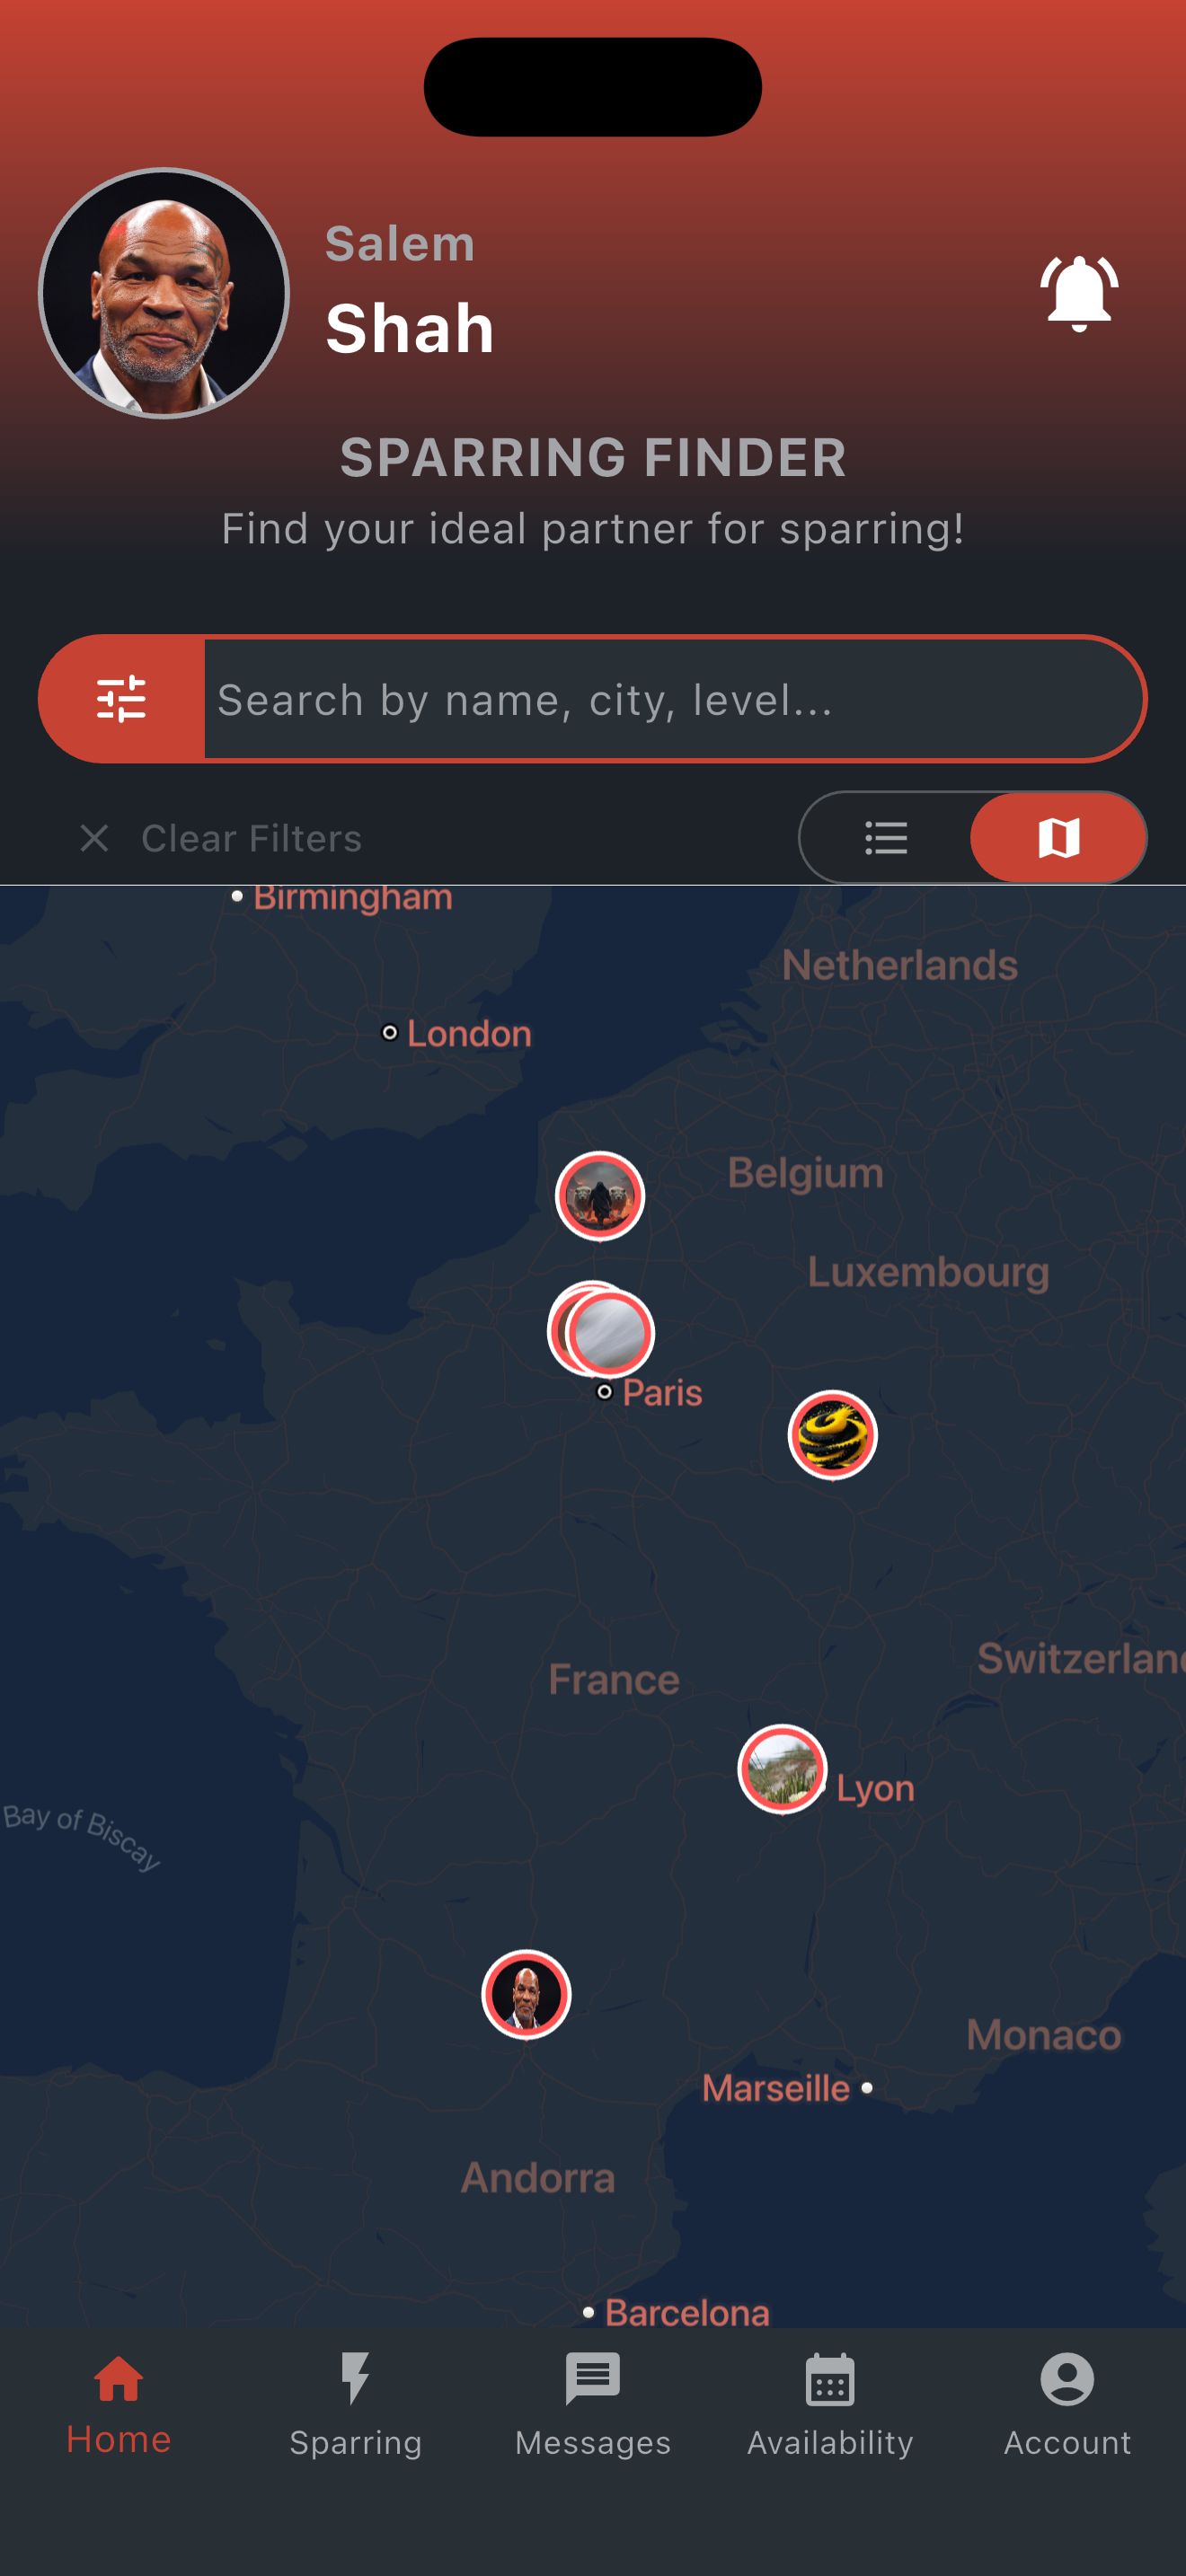 Salem
Shah
SPARRING FINDER
Find your ideal partner for sparring!
Search by name, city, level...
Clear Filters
Birmingham
Netherlands
London
Belgium
Luxembourg
Paris
France
Switzerland
Lyon
Bay of Biscay
Monaco
Marseille
Andorra
Barcelona
Home
Sparring
Messages
Availability
Account